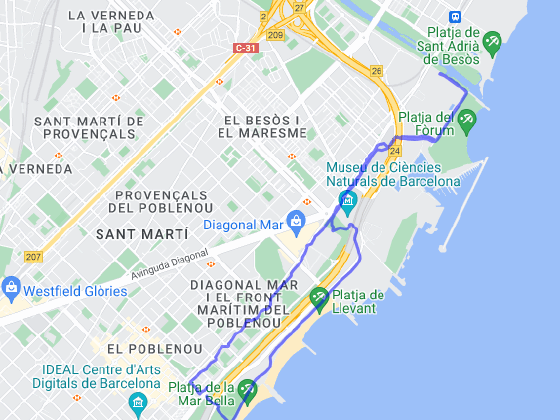 LA VERNEDA
I LA PAU
27
209
C-31
Platja de
Sant Adrià
de Besòs
26
SANT MARTÍ DE
PROVENÇALS
EL BESÒS I
EL MARESME
Platja del
Fòrum
24
A VERNEDA
Museu de Ciències
Naturals de Barcelona
PROVENÇALS
DEL POBLENOU
Diagonal Mar
SANT MARTÍ
207
Avinguda Diagonal
Westfield Glòries
DIAGONAL MAR
I EL FRONT
MARÍTIM DEL
POBLENOU
Platja de
Llevant
EL POBLENOU
IDEAL Centre d'Arts
Digitals de Barcelona
Platja de la
Mar Bella